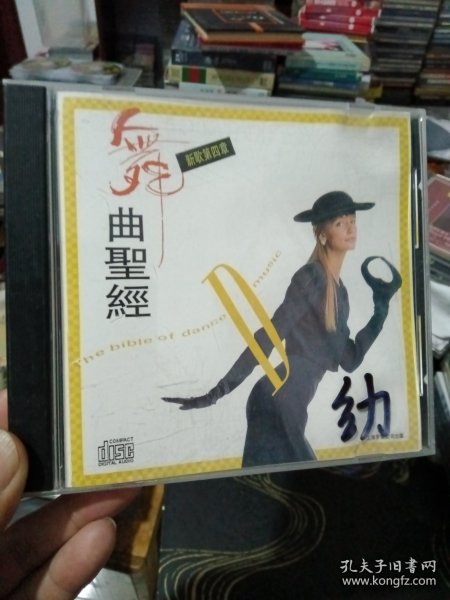 舞
新歌第四章
曲聖經
The bible of dance music
D
幼
COMPACT
disc
DIGITAL AUDIO
孔夫子旧书网
www.kongfz.com